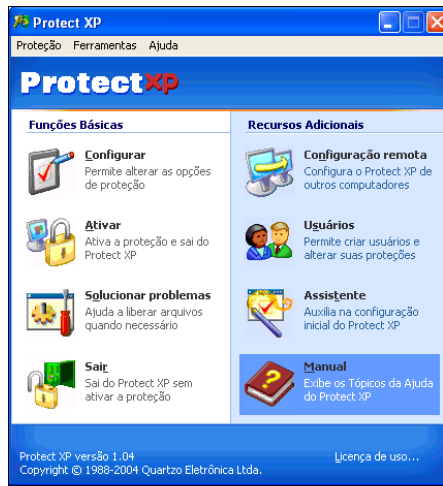 Protect XP
Proteção Ferramentas Ajuda
Protect XP
Funções Básicas
Configurar
Permite alterar as opções
de proteção
Ativar
Ativa a proteção e sai do
Protect XP
Solucionar problemas
Ajuda a liberar arquivos
quando necessário
Sair
Sai do Protect XP sem
ativar a proteção
Recursos Adicionais
Configuração remota
Configura o Protect XP de
outros computadores
Usuários
Permite criar usuários e
alterar suas proteções
Assistente
Auxilia na configuração
inicial do Protect XP
Manual
Exibe os Tópicos da Ajuda
do Protect XP
Protect XP versão 1.04
Copyright © 1988-2004 Quartzo Eletrônica Ltda.
Licença de uso...